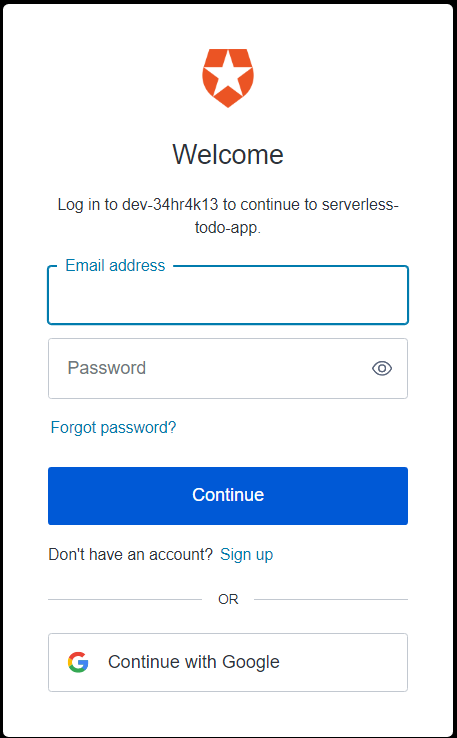 Welcome
Log in to dev-34hr4k13 to continue to serverless-
todo-app.
Email address
Password
Forgot password?
Continue
Don't have an account? Sign up
OR
Continue with Google